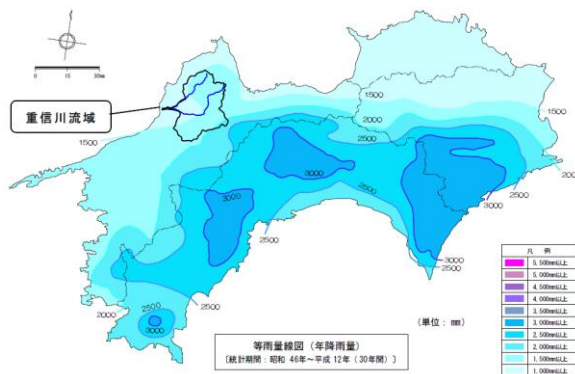 0 15 30km
重信川流域
1500
1500
1500
2000
2500
2000
3000
2500
3000
3000
2500
3000
2500
2500
2000
2500
3000
(単位: mm)
等雨量線図 (年降雨量)
〔統計期間:昭和 46年~平成 12年 (30年間) 〕
凡 例
5,500mm以上
5,000mm以上
4,500mm以上
4,000mm以上
3,500mm以上
3,000mm以上
2,500mm以上
2,000mm以上
1,500mm以上
1,000mm以上